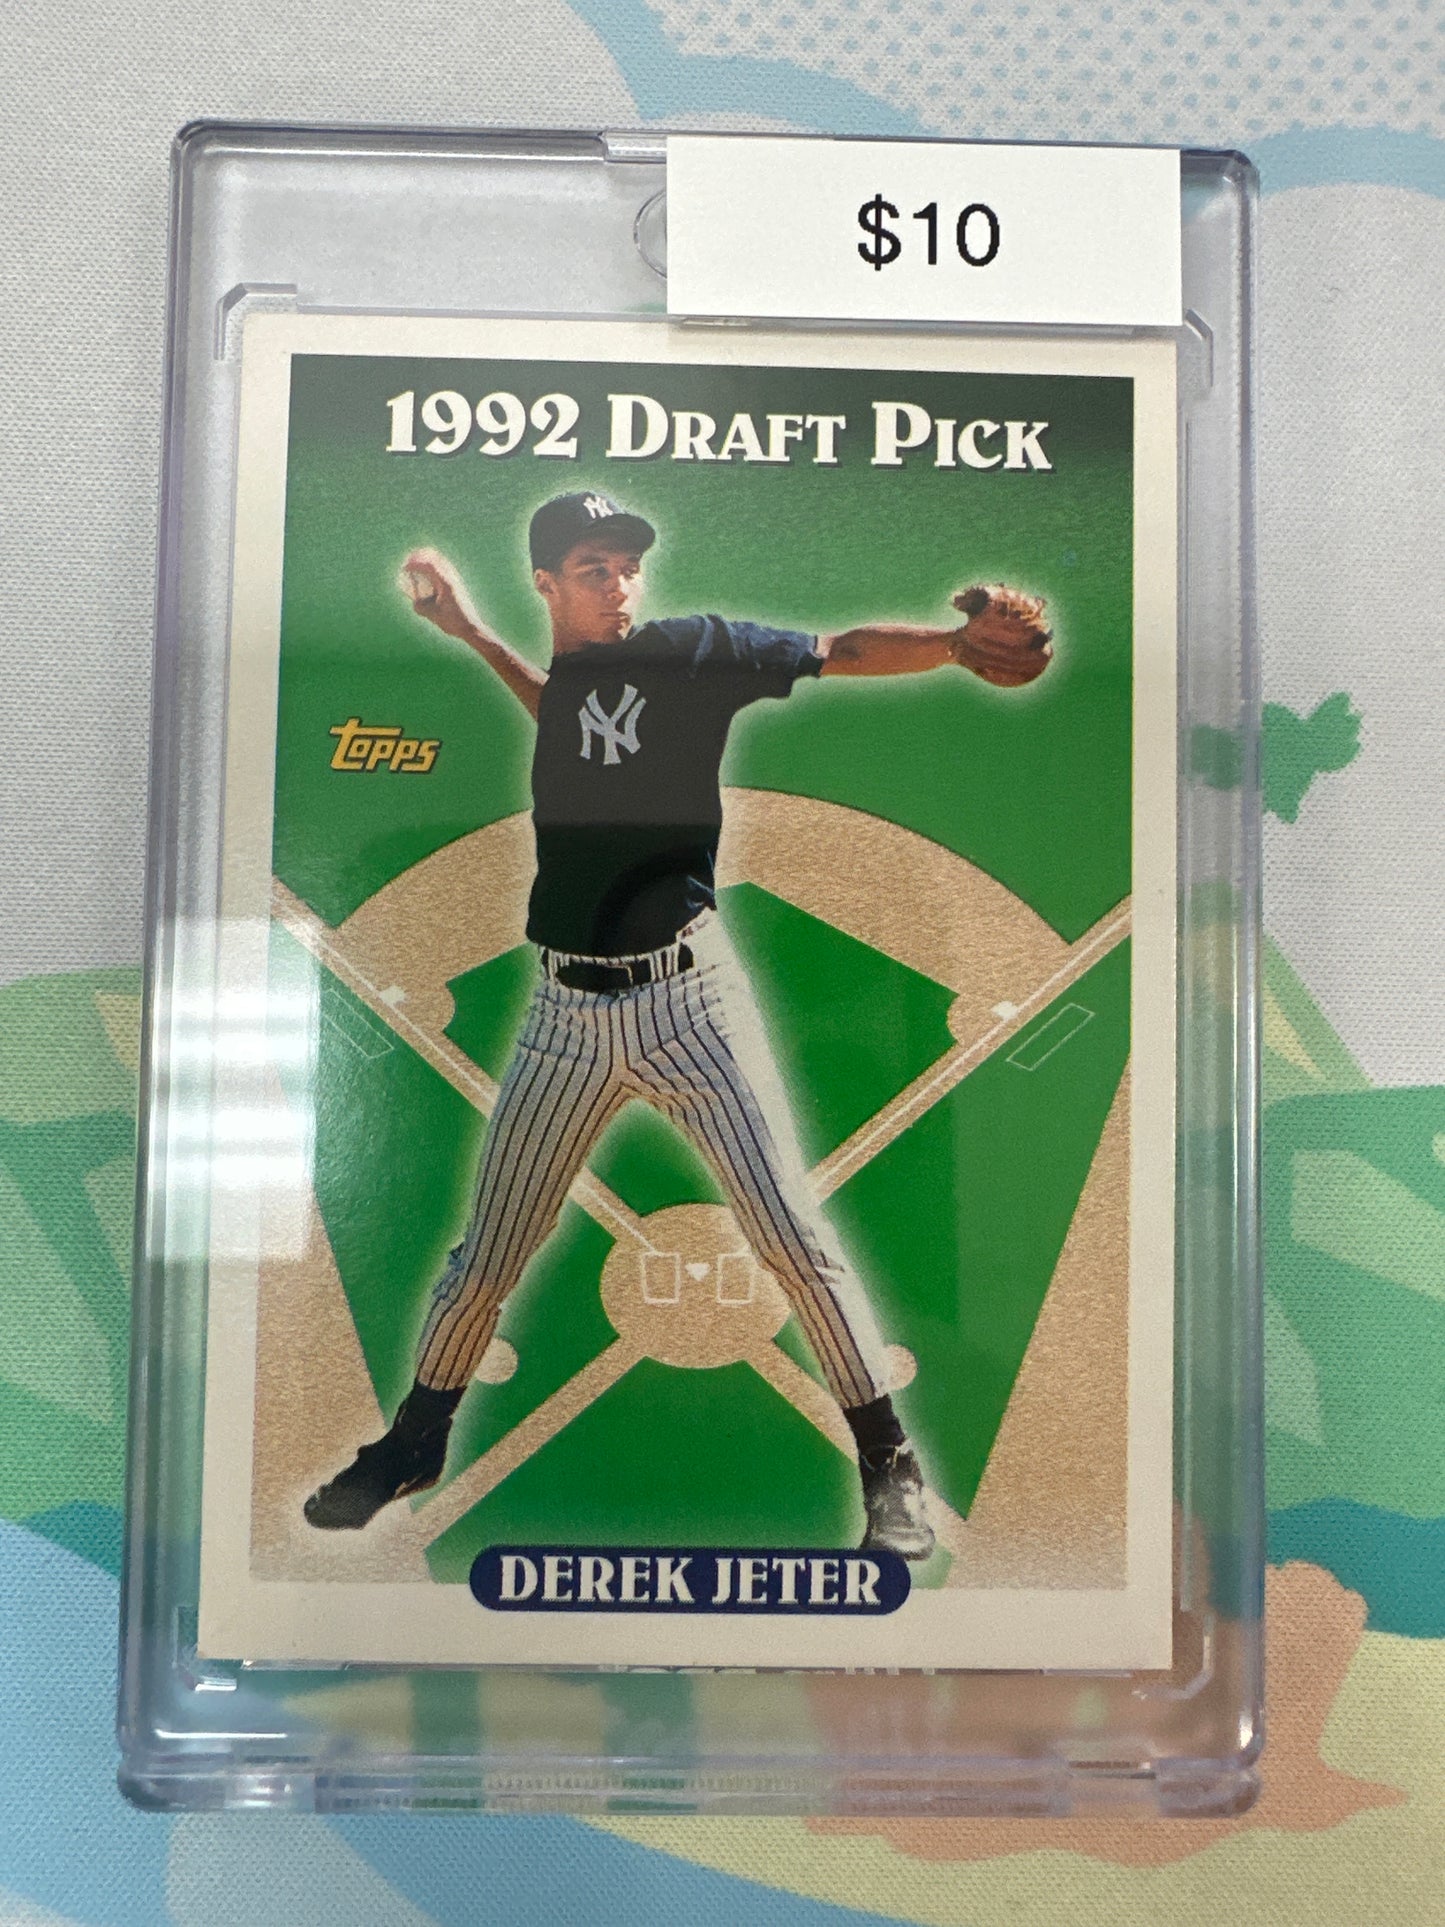 $10
1992 DRAFT PICK
NY
NY
TOPPS
DEREK JETER